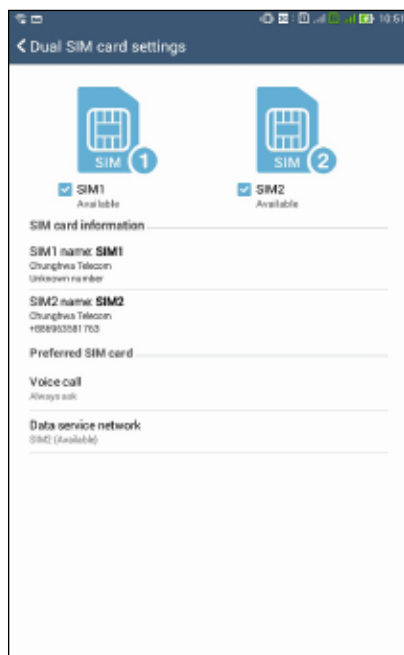 10:51
Dual SIM card settings
SIM 1
SIM 2
SIM1
Available
SIM2
Available
SIM card information
SIM1 name: SIM1
Chunghwa Telecom
Unknown number
SIM2 name: SIM2
Chunghwa Telecom
Preferred SIM card
Voice call
Always ask
Data service network
SIM2 (Available)